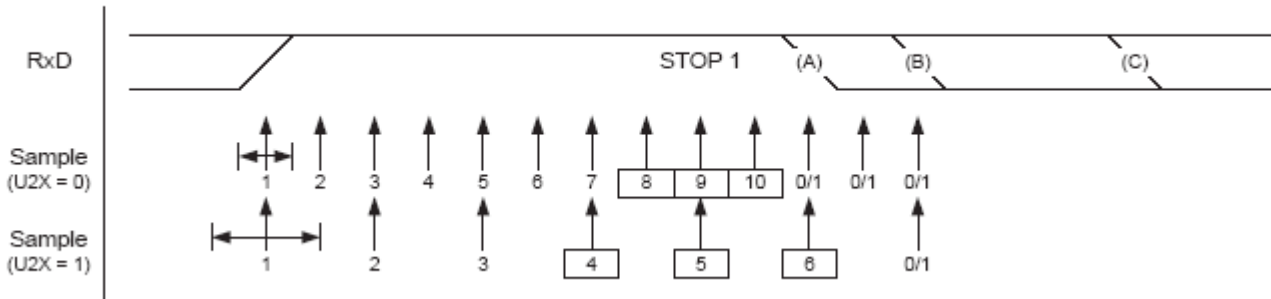 RxD STOP 1 (A) (B) (C)
Sample
(U2X = 0)
1 2 3 4 5 6 7 8 9 10 0/1 0/1 0/1
Sample
(U2X = 1)
1 2 3 4 5 6 0/1